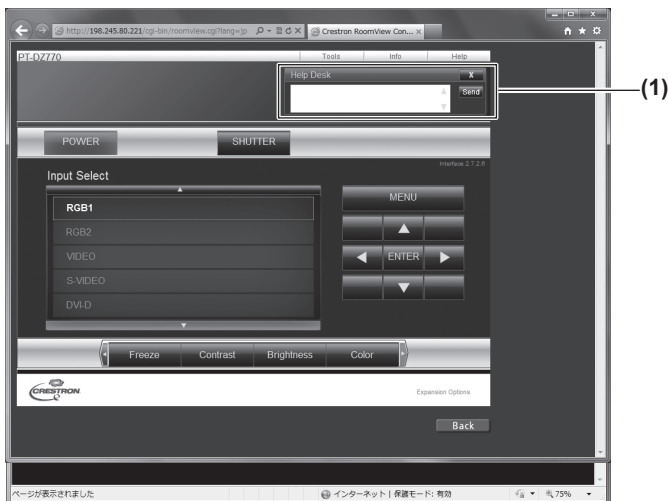 http://198.245.80.221/cgi-bin/roomview.cgi?lang=jp
Crestron RoomView Con...
PT-DZ770
Tools Info Help
Help Desk X
Send
(1)
POWER SHUTTER
Interface 2.7.2.6
Input Select
MENU
RGB1
RGB2
VIDEO
ENTER
S-VIDEO
DVI-D
Freeze Contrast Brightness Color
CRESTRON
Expansion Options
Back
ページが表示されました
インターネット | 保護モード: 有効
75%